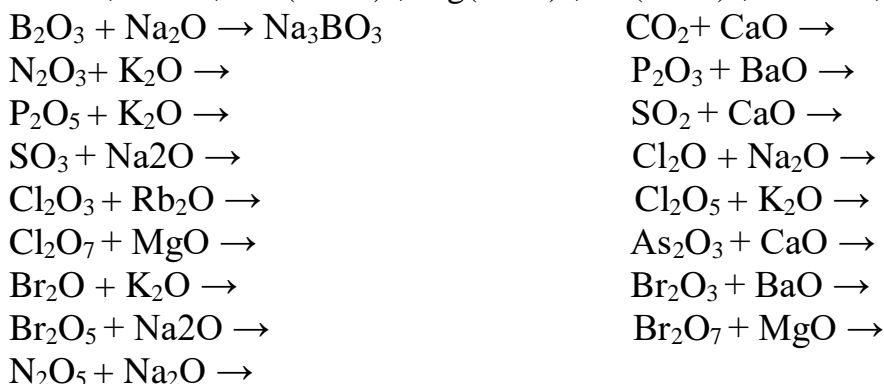 B₂O₃ + Na₂O → Na₃BO₃ CO₂+ CaO →
N₂O₃+ K₂O → P₂O₃ + BaO →
P₂O₅ + K₂O → SO₂ + CaO →
SO₃ + Na2O → Cl₂O + Na₂O →
Cl₂O₃ + Rb₂O → Cl₂O₅ + K₂O →
Cl₂O₇ + MgO → As₂O₃ + CaO →
Br₂O + K₂O → Br₂O₃ + BaO →
Br₂O₅ + Na2O → Br₂O₇ + MgO →
N₂O₅ + Na₂O →